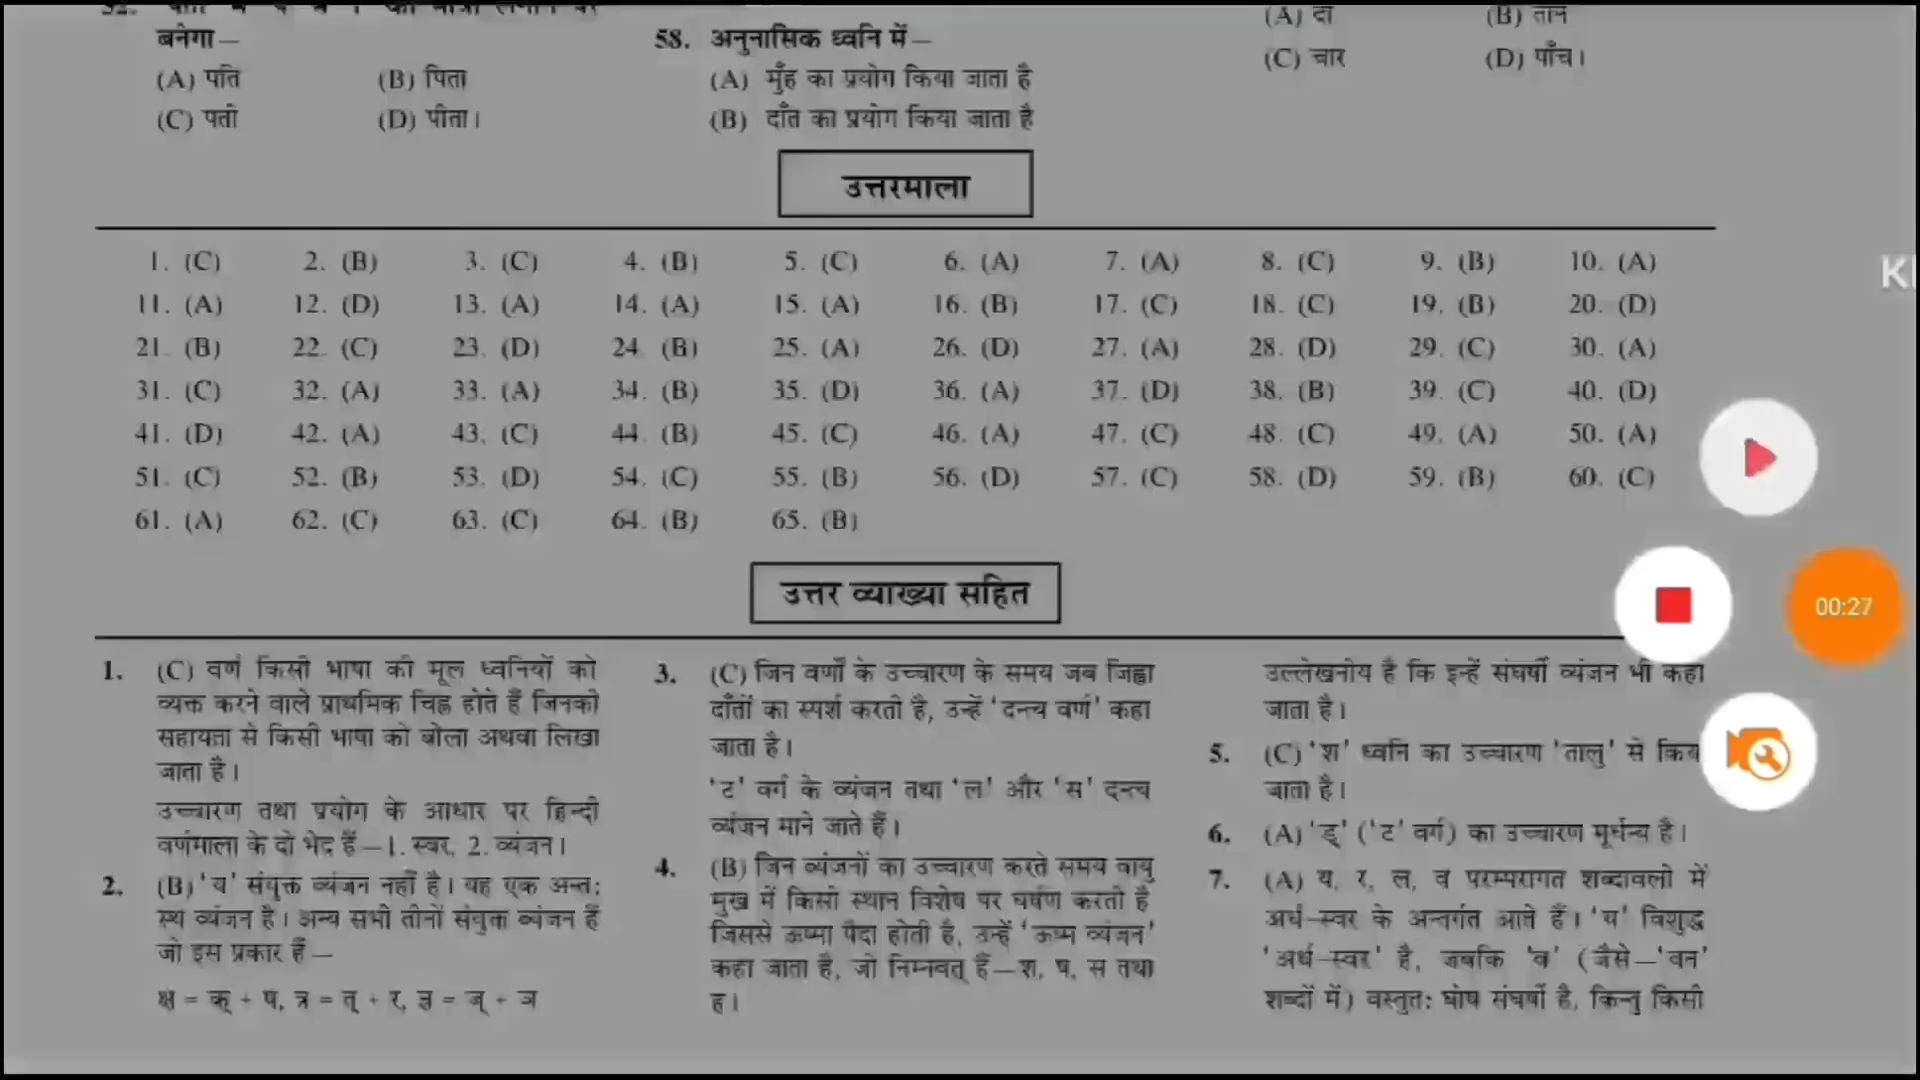 बनेगा—
(A) पति (B) पिता
(C) पती (D) पीता।
58. अनुनासिक ध्वनि में—
(A) मुँह का प्रयोग किया जाता है
(B) दाँत का प्रयोग किया जाता है
(A) दो (B) तीन
(C) चार (D) पाँच।
उत्तरमाला
1. (C) 2. (B) 3. (C) 4. (B) 5. (C) 6. (A) 7. (A) 8. (C) 9. (B) 10. (A)
11. (A) 12. (D) 13. (A) 14. (A) 15. (A) 16. (B) 17. (C) 18. (C) 19. (B) 20. (D)
21. (B) 22. (C) 23. (D) 24. (B) 25. (A) 26. (D) 27. (A) 28. (D) 29. (C) 30. (A)
31. (C) 32. (A) 33. (A) 34. (B) 35. (D) 36. (A) 37. (D) 38. (B) 39. (C) 40. (D)
41. (D) 42. (A) 43. (C) 44. (B) 45. (C) 46. (A) 47. (C) 48. (C) 49. (A) 50. (A)
51. (C) 52. (B) 53. (D) 54. (C) 55. (B) 56. (D) 57. (C) 58. (D) 59. (B) 60. (C)
61. (A) 62. (C) 63. (C) 64. (B) 65. (B)
उत्तर व्याख्या सहित
1. (C) वर्ण किसी भाषा की मूल ध्वनियों को
व्यक्त करने वाले प्राथमिक चिह्न होते हैं जिनकी
सहायता से किसी भाषा को बोला अथवा लिखा
जाता है।
उच्चारण तथा प्रयोग के आधार पर हिन्दी
वर्णमाला के दो भेद हैं—1. स्वर, 2. व्यंजन।
2. (B) 'य' संयुक्त व्यंजन नहीं है। यह एक अन्त:
स्थ व्यंजन है। अन्य सभी तीनों संयुक्त व्यंजन हैं
जो इस प्रकार हैं—
क्ष = क् + ष, त्र = त् + र, ज्ञ = ज् + ञ
3. (C) जिन वर्णों के उच्चारण के समय जब जिह्वा
दाँतों का स्पर्श करती है, उन्हें 'दन्त्य वर्ण' कहा
जाता है।
'ट' वर्ग के व्यंजन तथा 'ल' और 'स' दन्त्य
व्यंजन माने जाते हैं।
4. (B) जिन व्यंजनों का उच्चारण करते समय वायु
मुख में किसी स्थान विशेष पर घर्षण करती है
जिससे ऊष्मा पैदा होती है, उन्हें 'ऊष्म व्यंजन'
कहा जाता है, जो निम्नवत् हैं—श, ष, स तथा
ह।
उल्लेखनीय है कि इन्हें संघर्षी व्यंजन भी कहा
जाता है।
5. (C) 'श' ध्वनि का उच्चारण 'तालु' से किय
जाता है।
6. (A) 'ड्' ('ट' वर्ग) का उच्चारण मूर्धन्य है।
7. (A) य, र, ल, व परम्परागत शब्दावली में
अर्ध-स्वर के अन्तर्गत आते हैं। 'य' विशुद्ध
'अर्ध-स्वर' है, जबकि 'व' (जैसे—'वन'
शब्दों में) वस्तुत: घोष संघर्षी है, किन्तु किसी
00:27